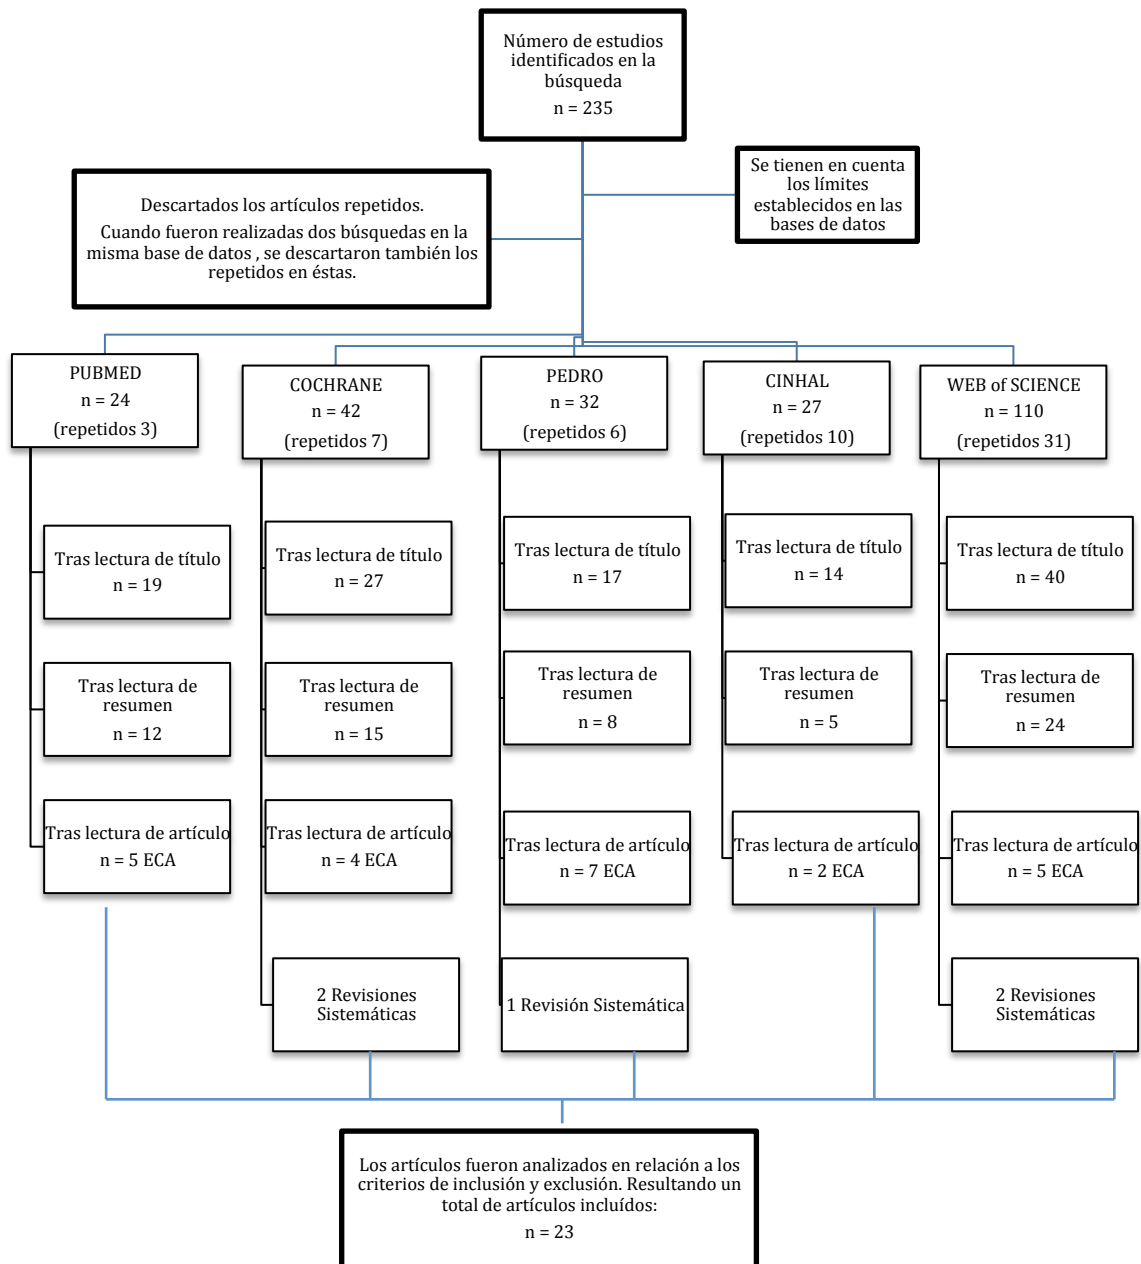 Número de estudios
identificados en la
búsqueda
n = 235
Se tienen en cuenta
los límites
establecidos en las
bases de datos
Descartados los artículos repetidos.
Cuando fueron realizadas dos búsquedas en la
misma base de datos , se descartaron también los
repetidos en éstas.
PUBMED
n = 24
(repetidos 3)
COCHRANE
n = 42
(repetidos 7)
PEDRO
n = 32
(repetidos 6)
CINHAL
n = 27
(repetidos 10)
WEB of SCIENCE
n = 110
(repetidos 31)
Tras lectura de título
n = 19
Tras lectura de título
n = 27
Tras lectura de título
n = 17
Tras lectura de título
n = 14
Tras lectura de título
n = 40
Tras lectura de
resumen
n = 12
Tras lectura de
resumen
n = 15
Tras lectura de
resumen
n = 8
Tras lectura de
resumen
n = 5
Tras lectura de
resumen
n = 24
Tras lectura de artículo
n = 5 ECA
Tras lectura de artículo
n = 4 ECA
Tras lectura de artículo
n = 7 ECA
Tras lectura de artículo
n = 2 ECA
Tras lectura de artículo
n = 5 ECA
2 Revisiones
Sistemáticas
1 Revisión Sistemática
2 Revisiones
Sistemáticas
Los artículos fueron analizados en relación a los
criterios de inclusión y exclusión. Resultando un
total de artículos incluídos:
n = 23